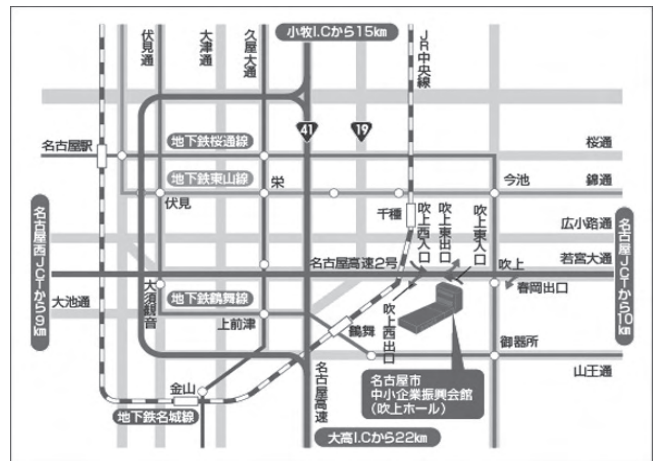 小牧I.Cから15km
伏見通
大津通
久屋大通
JR中央線
41
19
名古屋駅
地下鉄桜通線
桜通
地下鉄東山線
栄
今池
錦通
伏見
千種
吹上西入口
吹上東出口
吹上東入口
広小路通
名古屋西JCTから9km
名古屋高速2号
吹上
若宮大通
名古屋JCTから10km
春岡出口
大池通
大須観音
地下鉄鶴舞線
上前津
鶴舞
吹上西出口
御器所
山王通
金山
名古屋高速
名古屋市
中小企業振興会館
(吹上ホール)
地下鉄名城線
大高I.Cから22km